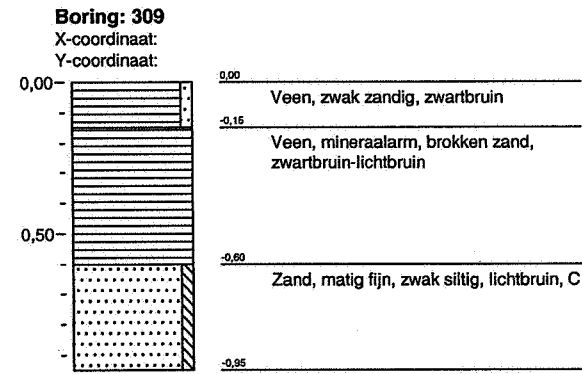 Boring: 309
X-coordinaat:
Y-coordinaat:
0,00
0,00
Veen, zwak zandig, zwartbruin
-0,15
Veen, mineraalarm, brokken zand,
zwartbruin-lichtbruin
0,50
-0,60
Zand, matig fijn, zwak siltig, lichtbruin, C
-0,95